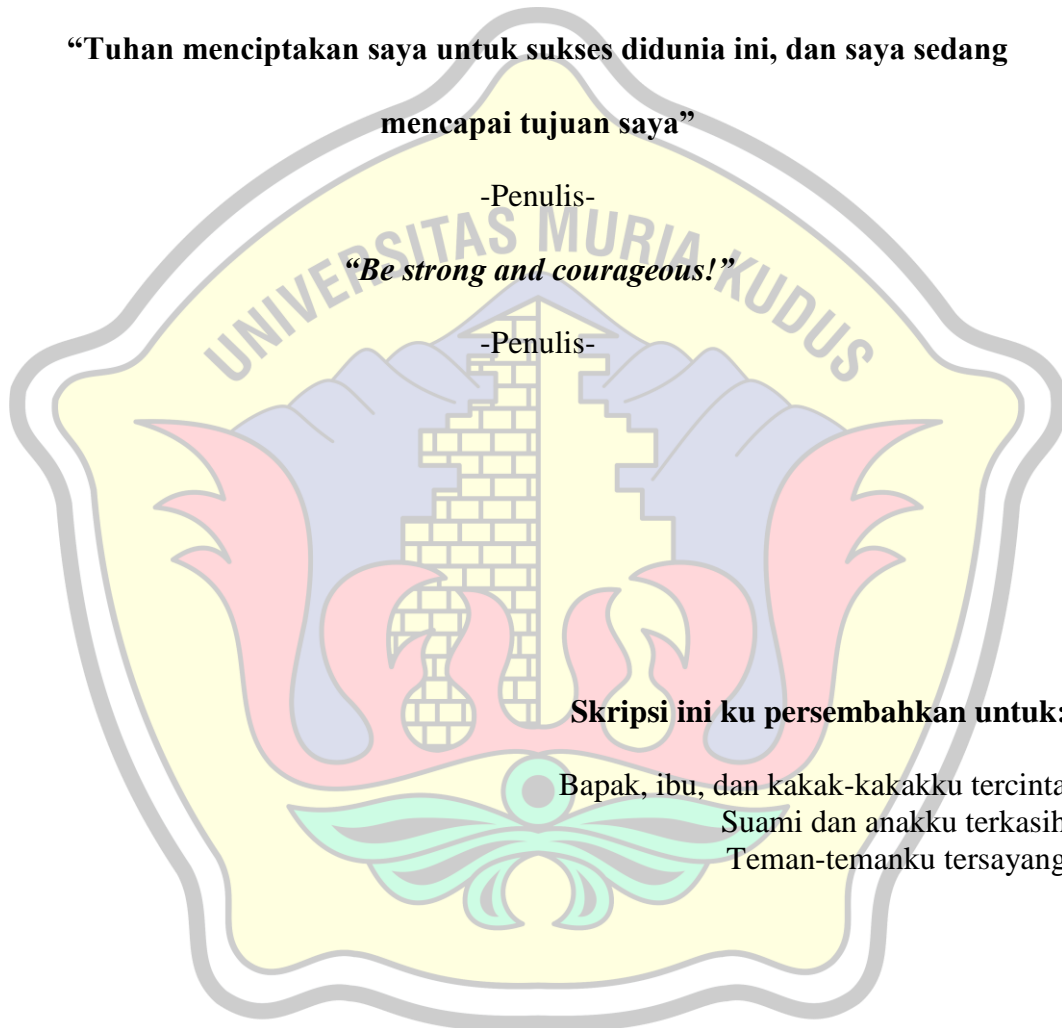 “Tuhan menciptakan saya untuk sukses didunia ini, dan saya sedang
mencapai tujuan saya”
-Penulis-
UNIVERSITAS MURIA KUDUS
“Be strong and courageous!”
-Penulis-
Skripsi ini ku persembahkan untuk:
Bapak, ibu, dan kakak-kakakku tercinta
Suami dan anakku terkasih
Teman-temanku tersayang